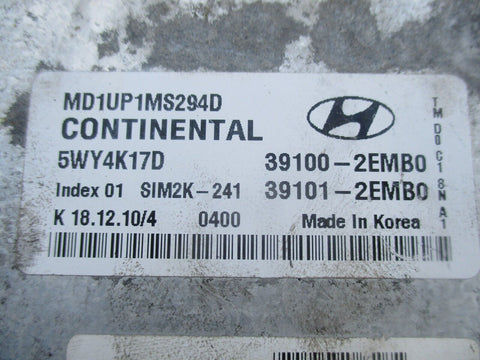 MD1UP1MS294D
CONTINENTAL
5WY4K17D 39100-2EMB0
Index 01 SIM2K-241 39101-2EMB0
K 18.12.10/4 0400 Made In Korea
TM D0 C1 8N A1